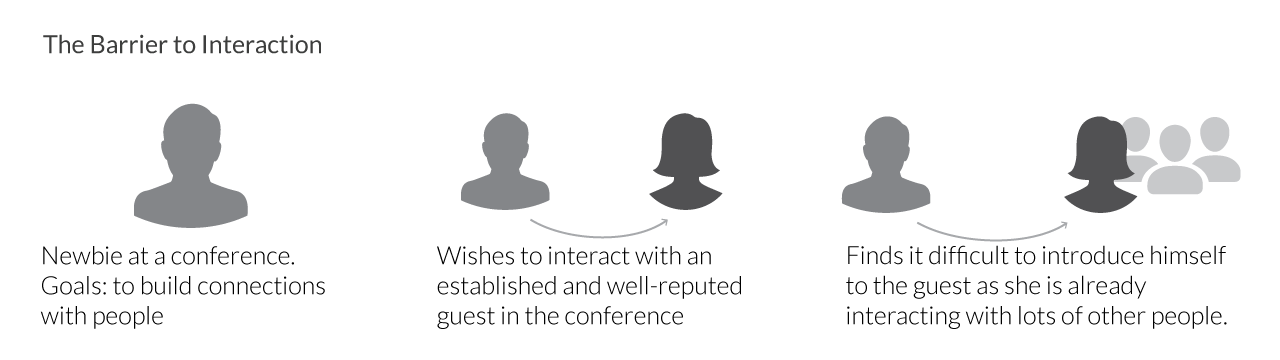 The Barrier to Interaction
Newbie at a conference.
Goals: to build connections
with people
Wishes to interact with an
established and well-reputed
guest in the conference
Finds it difficult to introduce himself
to the guest as she is already
interacting with lots of other people.